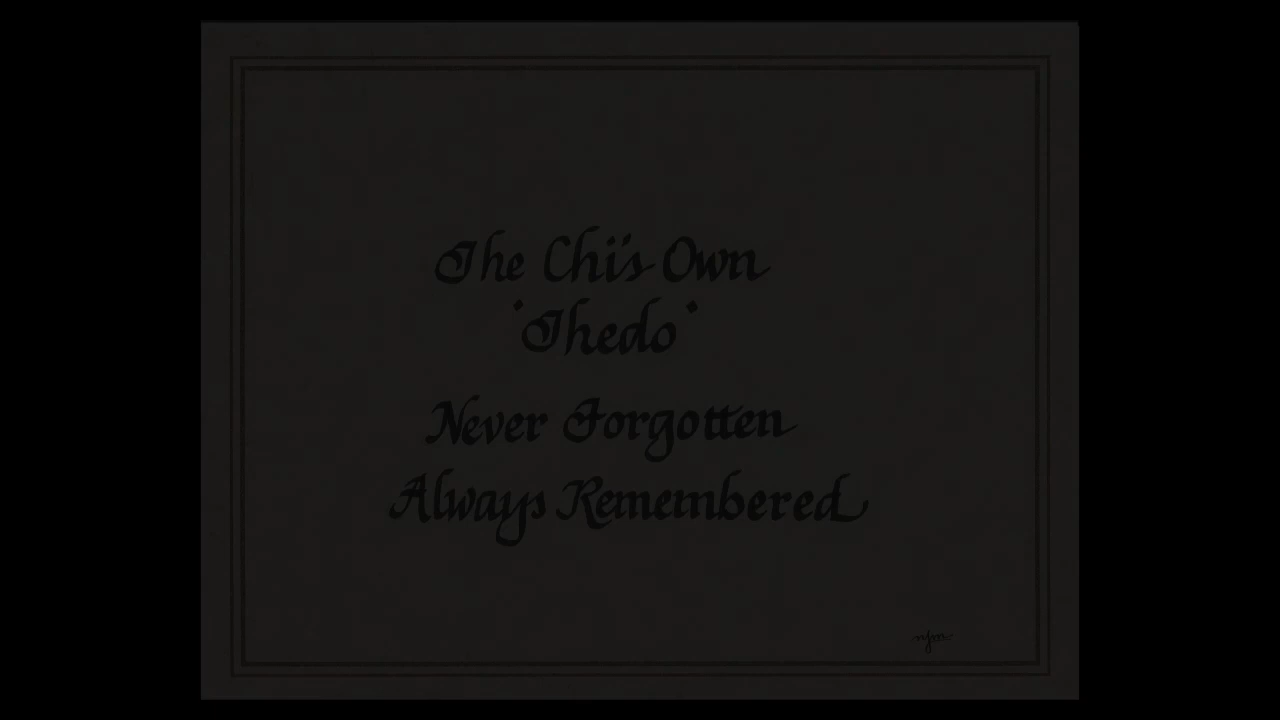 The Chi's Own
"Thedo"
Never Forgotten
Always Remembered